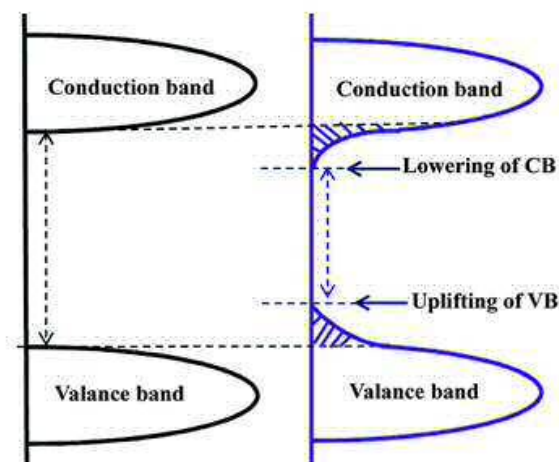 Conduction band
Conduction band
Lowering of CB
Uplifting of VB
Valance band
Valance band